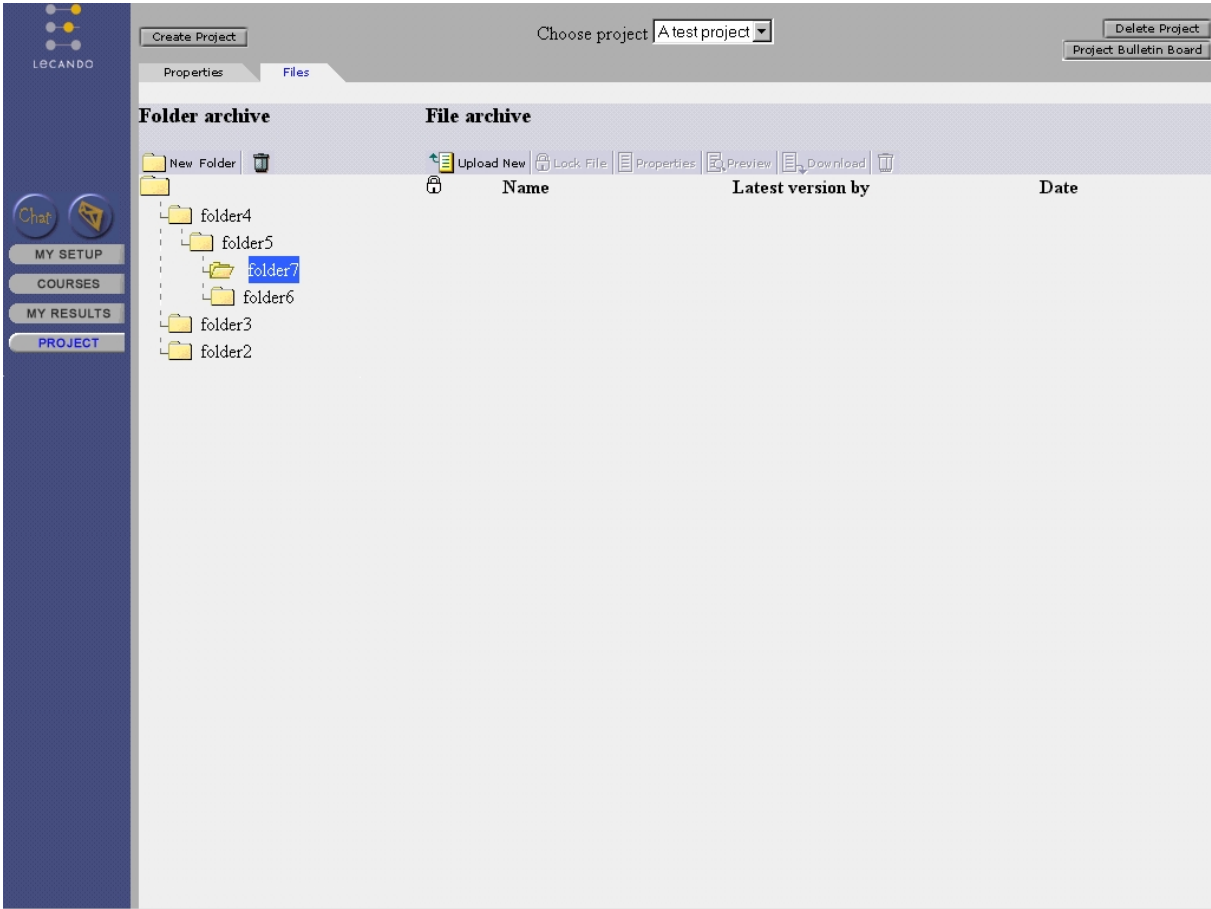 LECANDO
Create Project
Choose project A test project
Delete Project
Project Bulletin Board
Properties Files
Folder archive File archive
New Folder Upload New Lock File Properties Preview Download
Name Latest version by Date
folder4
folder5
folder7
folder6
folder3
folder2
Chat
MY SETUP
COURSES
MY RESULTS
PROJECT